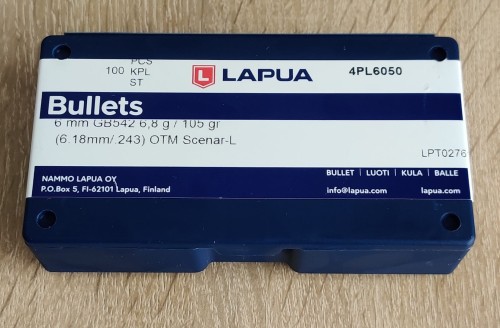 PCS
100 KPL
ST
LAPUA
4PL6050
Bullets
6 mm GB542 6,8 g / 105 gr
(6.18mm/.243) OTM Scenar-L
LPT0276
NAMMO LAPUA OY
P.O.Box 5, FI-62101 Lapua, Finland
BULLET | LUOTI | KULA | BALLE
info@lapua.com
lapua.com